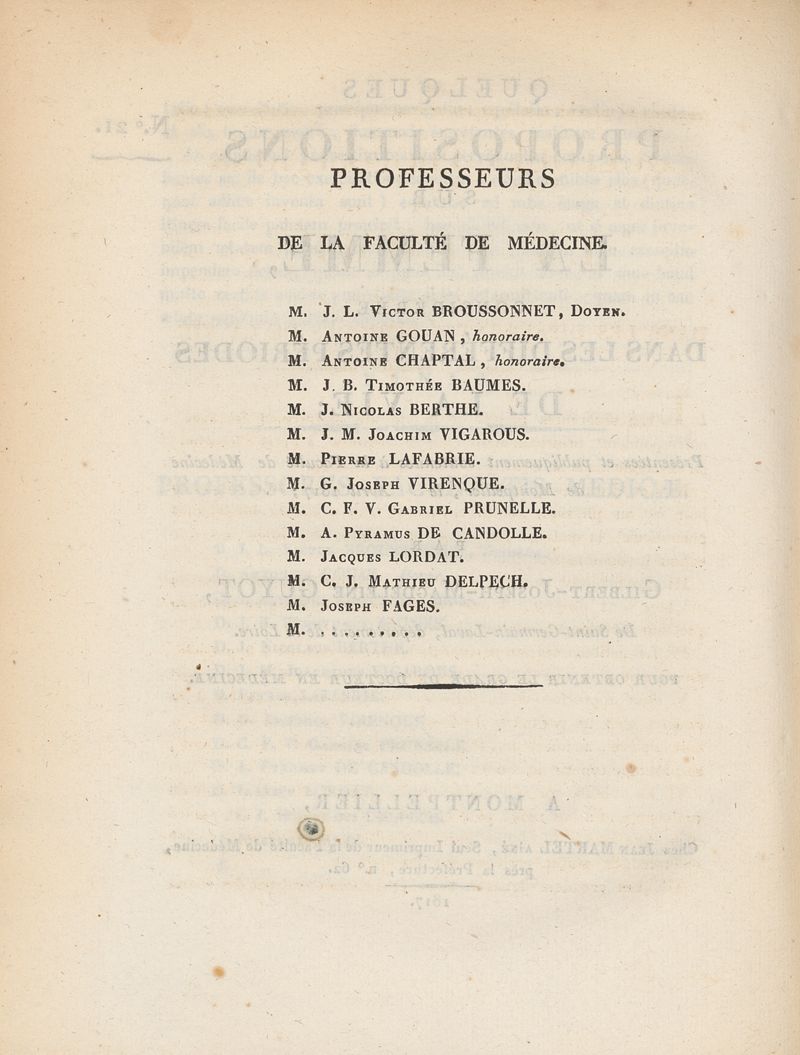 PROFESSEURS
DE LA FACULTÉ DE MÉDECINE.
M. J. L. Victor BROUSSONNET, Doyen.
M. Antoine GOUAN, honoraire.
M. Antoine CHAPTAL, honoraire.
M. J. B. Timothée BAUMES.
M. J. Nicolas BERTHE.
M. J. M. Joachim VIGAROUS.
M. Pierre LAFABRIE.
M. G. Joseph VIRENQUE.
M. C. F. V. Gabriel PRUNELLE.
M. A. Pyramus DE CANDOLLE.
M. Jacques LORDAT.
M. C. J. Mathieu DELPECH.
M. Joseph FAGES.
M. . . . . . . . . .